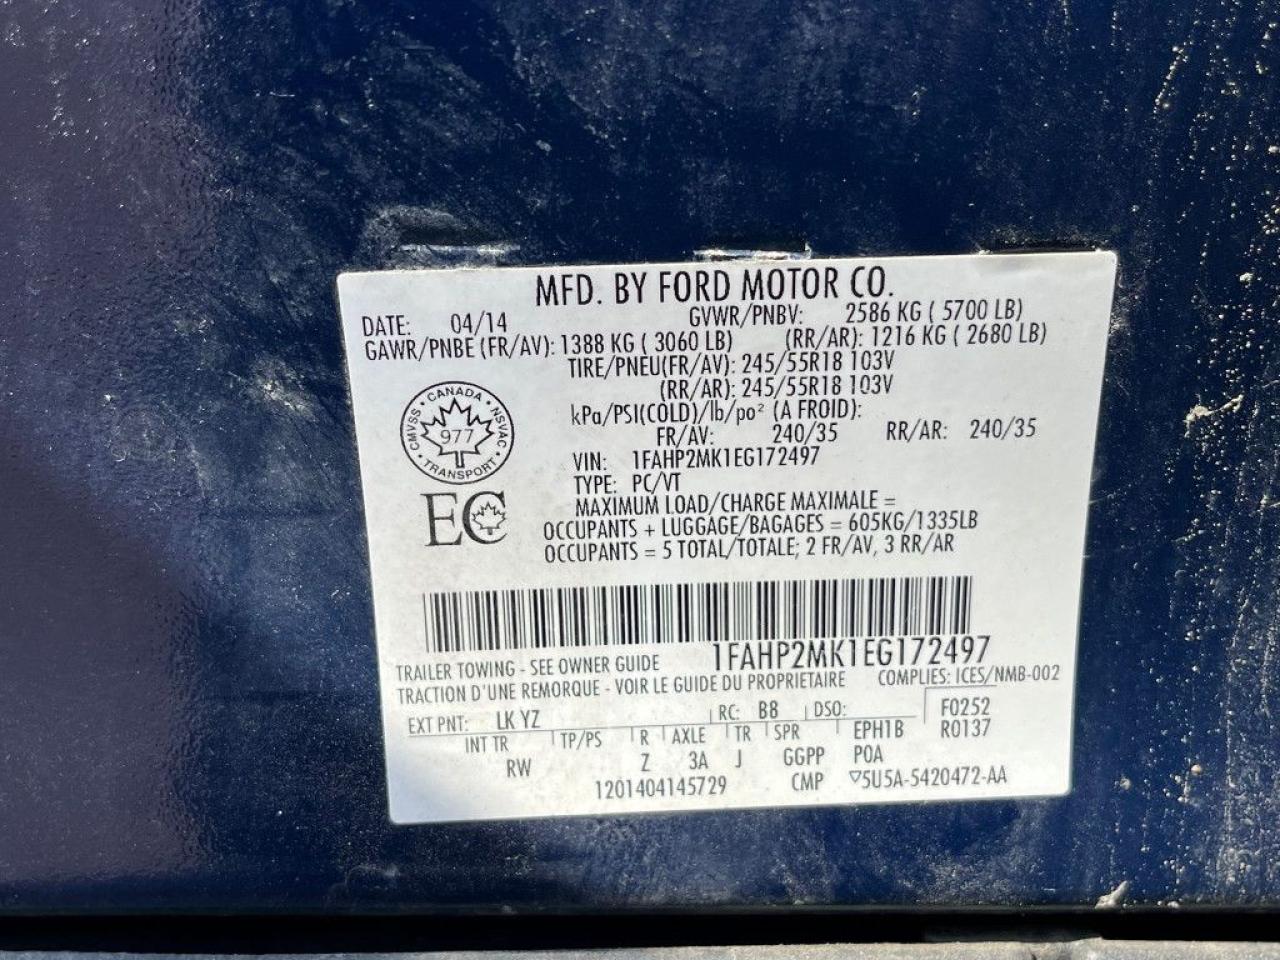 MFD. BY FORD MOTOR CO.
DATE: 04/14 GVWR/PNBV: 2586 KG ( 5700 LB)
GAWR/PNBE (FR/AV): 1388 KG ( 3060 LB) (RR/AR): 1216 KG ( 2680 LB)
TIRE/PNEU(FR/AV): 245/55R18 103V
(RR/AR): 245/55R18 103V
kPa/PSI(COLD)/lb/po² (A FROID):
FR/AV: 240/35 RR/AR: 240/35
CANADA · NSVAC · TRANSPORT · CMVSS ·
977
VIN: 1FAHP2MK1EG172497
TYPE: PC/VT
EC
MAXIMUM LOAD/CHARGE MAXIMALE =
OCCUPANTS + LUGGAGE/BAGAGES = 605KG/1335LB
OCCUPANTS = 5 TOTAL/TOTALE; 2 FR/AV, 3 RR/AR
1FAHP2MK1EG172497
TRAILER TOWING - SEE OWNER GUIDE
TRACTION D'UNE REMORQUE - VOIR LE GUIDE DU PROPRIETAIRE
COMPLIES: ICES/NMB-002
EXT PNT: LK YZ RC: B8 DSO: F0252
INT TR TP/PS R AXLE TR SPR EPH1B R0137
RW Z 3A J GGPP P0A
1201404145729 CMP ▽5U5A-5420472-AA